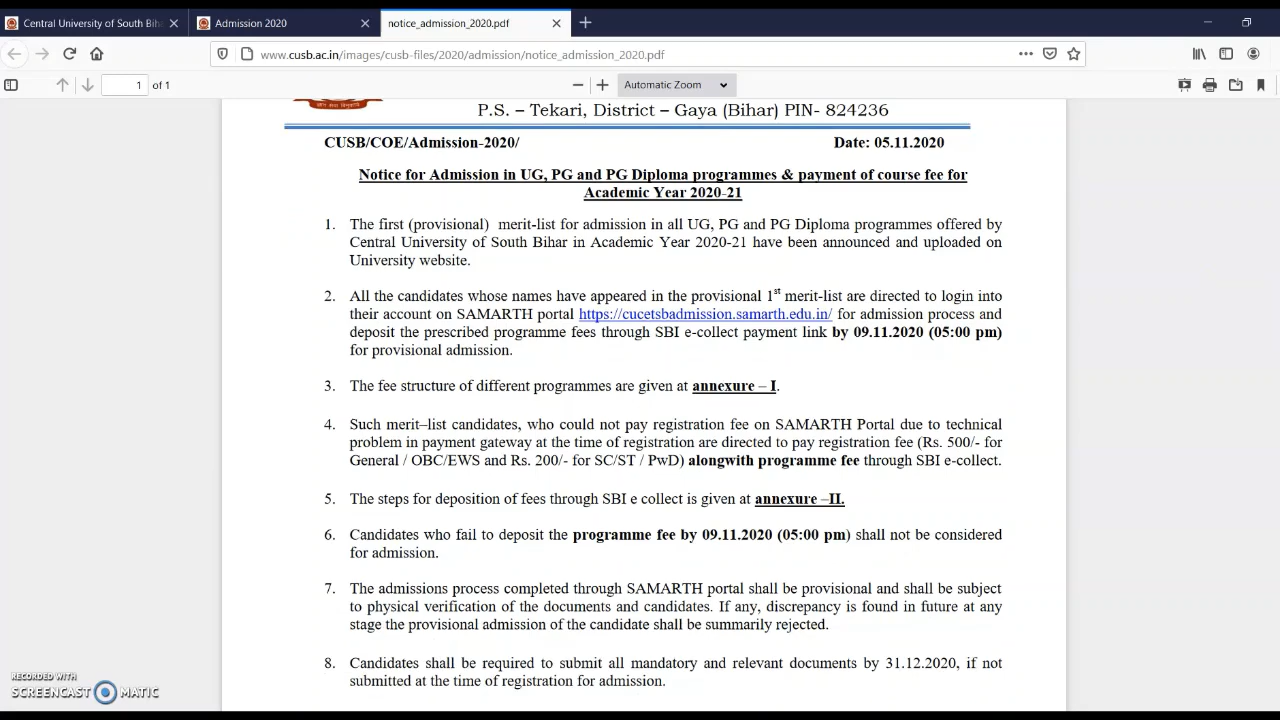 Central University of South Bih
Admission 2020
notice_admission_2020.pdf
www.cusb.ac.in/images/cusb-files/2020/admission/notice_admission_2020.pdf
1 of 1
Automatic Zoom
P.S. – Tekari, District – Gaya (Bihar) PIN- 824236
CUSB/COE/Admission-2020/ Date: 05.11.2020
Notice for Admission in UG, PG and PG Diploma programmes & payment of course fee for
Academic Year 2020-21
1. The first (provisional) merit-list for admission in all UG, PG and PG Diploma programmes offered by
Central University of South Bihar in Academic Year 2020-21 have been announced and uploaded on
University website.
2. All the candidates whose names have appeared in the provisional 1st merit-list are directed to login into
their account on SAMARTH portal https://cucetsbadmission.samarth.edu.in/ for admission process and
deposit the prescribed programme fees through SBI e-collect payment link by 09.11.2020 (05:00 pm)
for provisional admission.
3. The fee structure of different programmes are given at annexure – I.
4. Such merit–list candidates, who could not pay registration fee on SAMARTH Portal due to technical
problem in payment gateway at the time of registration are directed to pay registration fee (Rs. 500/- for
General / OBC/EWS and Rs. 200/- for SC/ST / PwD) alongwith programme fee through SBI e-collect.
5. The steps for deposition of fees through SBI e collect is given at annexure –II.
6. Candidates who fail to deposit the programme fee by 09.11.2020 (05:00 pm) shall not be considered
for admission.
7. The admissions process completed through SAMARTH portal shall be provisional and shall be subject
to physical verification of the documents and candidates. If any, discrepancy is found in future at any
stage the provisional admission of the candidate shall be summarily rejected.
8. Candidates shall be required to submit all mandatory and relevant documents by 31.12.2020, if not
submitted at the time of registration for admission.
RECORDED WITH
SCREENCAST MATIC